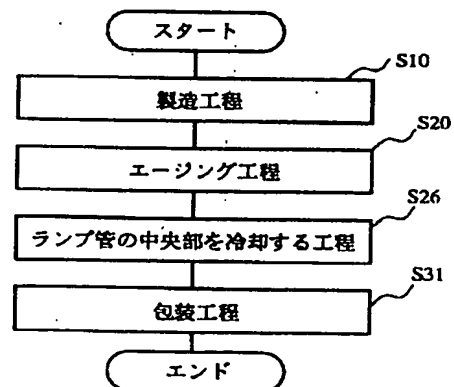 スタート
S10
製造工程
S20
エージング工程
S26
ランプ管の中央部を冷却する工程
S31
包装工程
エンド